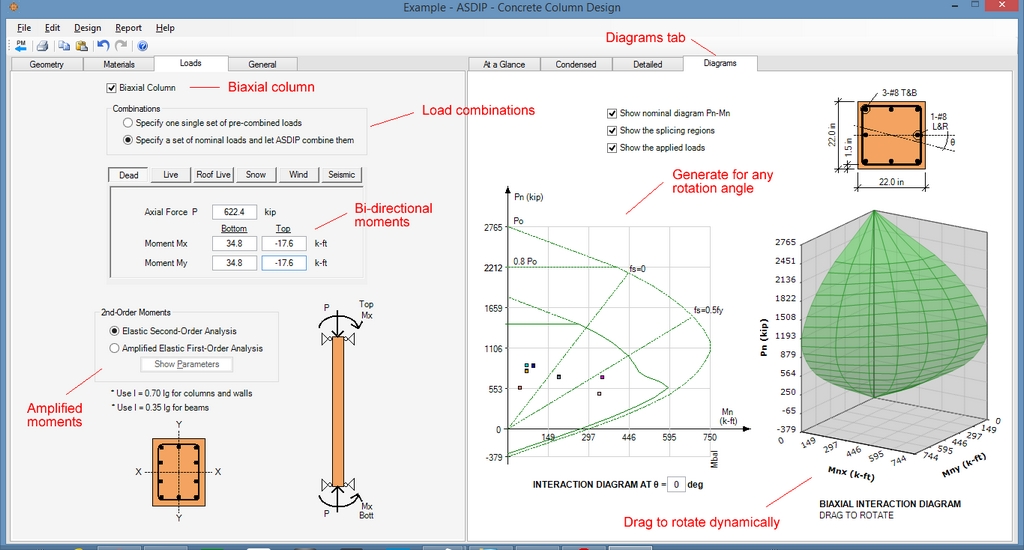 Example - ASDIP - Concrete Column Design
File Edit Design Report Help
PM
Geometry Materials Loads General
Biaxial Column
Biaxial column
Combinations
Specify one single set of pre-combined loads
Specify a set of nominal loads and let ASDIP combine them
Load combinations
Dead Live Roof Live Snow Wind Seismic
Axial Force P 622.4 kip
Bottom Top
Moment Mx 34.8 -17.6 k-ft
Moment My 34.8 -17.6 k-ft
Bi-directional
moments
2nd-Order Moments
Elastic Second-Order Analysis
Amplified Elastic First-Order Analysis
Show Parameters
* Use I = 0.70 Ig for columns and walls
* Use I = 0.35 Ig for beams
Amplified
moments
Y
X X
Y
P Top
Mx
P Mx
Bott
Diagrams tab
At a Glance Condensed Detailed Diagrams
Show nominal diagram Pn-Mn
Show the splicing regions
Show the applied loads
Generate for any
rotation angle
3-#8 T&B
1-#8
L&R
θ
22.0 in
1.5 in
22.0 in
Pn (kip)
Po
2765
0.8 Po
2212
fs=0
1659
fs=0.5fy
1106
553
0
-379
149 297 446 595 750
Mn
(k-ft)
Mbal
INTERACTION DIAGRAM AT θ = 0 deg
Pn (kip)
2765
2451
2136
1822
1508
1193
879
564
250
-65
-379
0 149 297 446 595 744
Mnx (k-ft)
744 595 446 297 149 0
Mny (k-ft)
BIAXIAL INTERACTION DIAGRAM
DRAG TO ROTATE
Drag to rotate dynamically